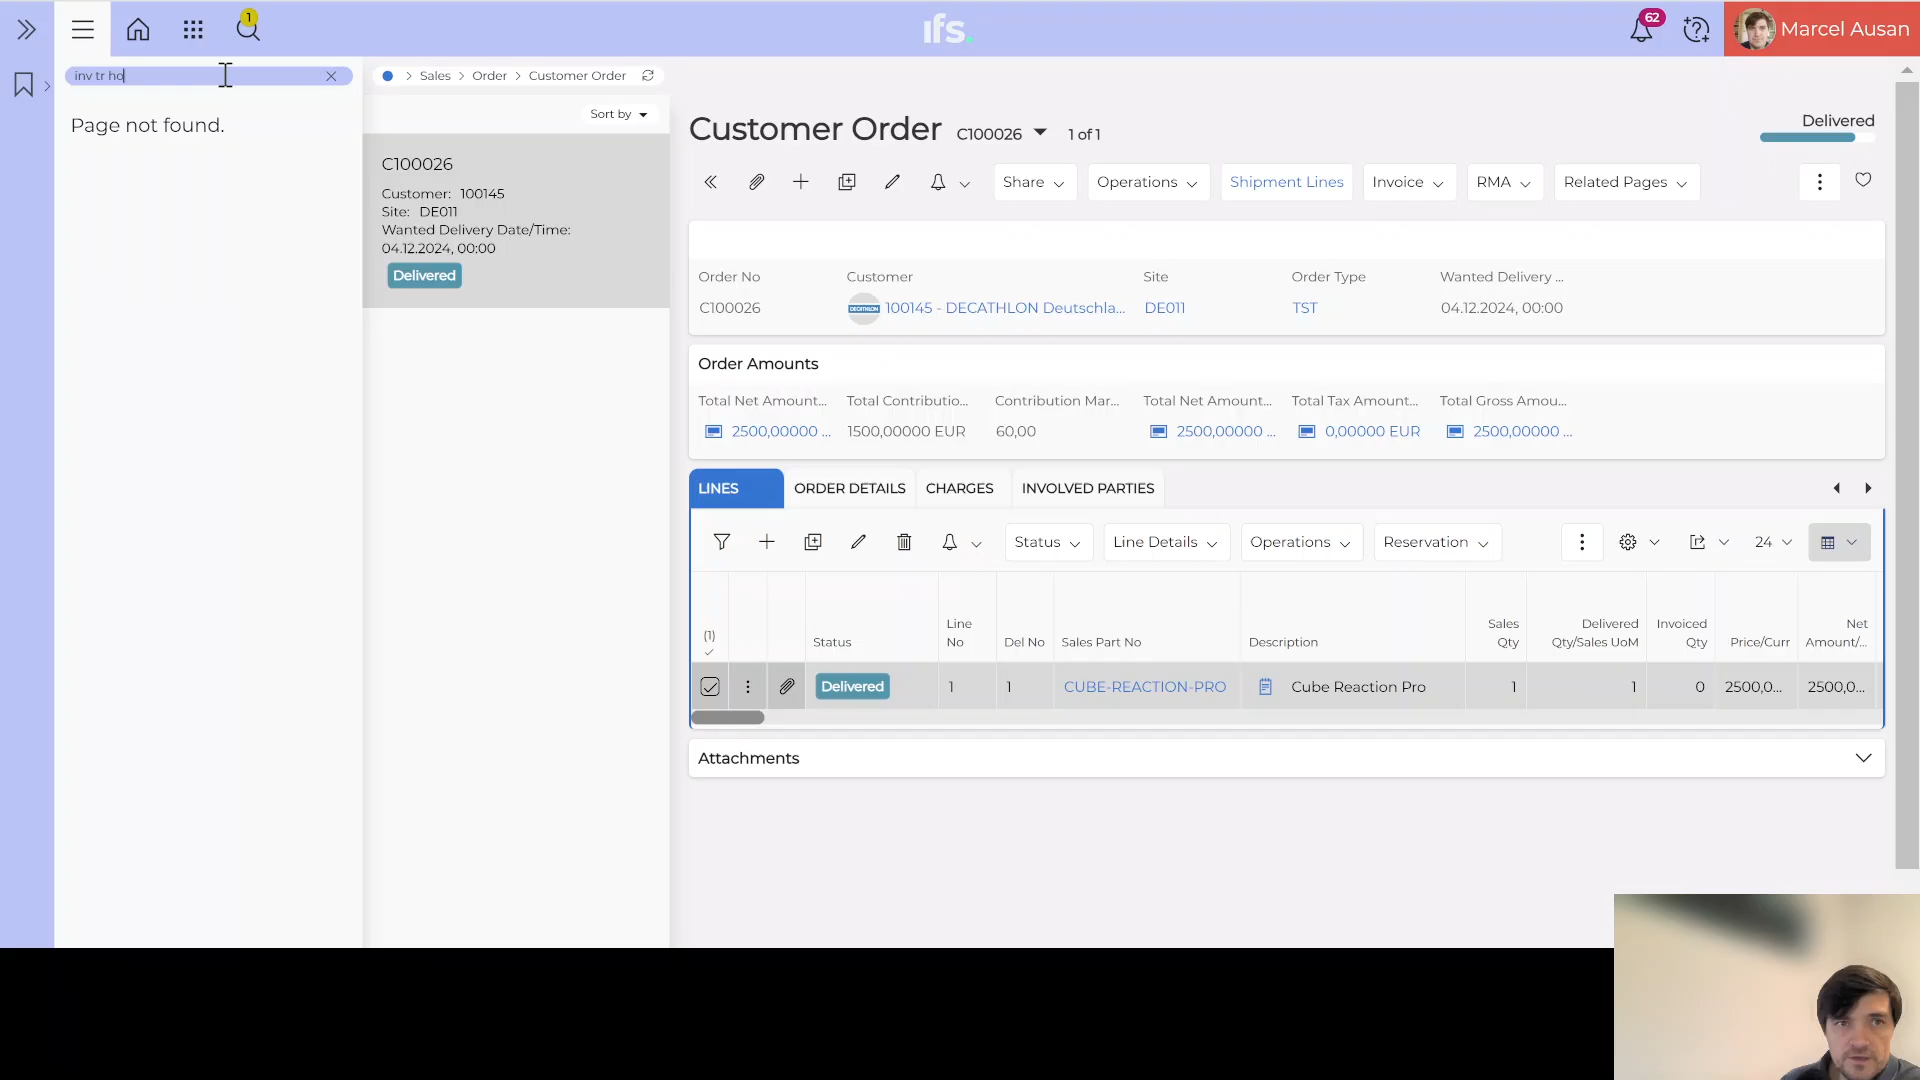 1
ifs.
62
Marcel Ausan
inv tr ho
Sales
Order
Customer Order
Page not found.
Sort by
C100026
Customer: 100145
Site: DE011
Wanted Delivery Date/Time:
04.12.2024, 00:00
Delivered
Customer Order C100026 1 of 1
Delivered
Share
Operations
Shipment Lines
Invoice
RMA
Related Pages
Order No
Customer
Site
Order Type
Wanted Delivery ...
C100026
DECATHLON
100145 - DECATHLON Deutschla...
DE011
TST
04.12.2024, 00:00
Order Amounts
Total Net Amount...
Total Contributio...
Contribution Mar...
Total Net Amount...
Total Tax Amount...
Total Gross Amou...
2500,00000 ...
1500,00000 EUR
60,00
2500,00000 ...
0,00000 EUR
2500,00000 ...
LINES
ORDER DETAILS
CHARGES
INVOLVED PARTIES
Status
Line Details
Operations
Reservation
24
(1)
Status
Line
No
Del No
Sales Part No
Description
Sales
Qty
Delivered
Qty/Sales UoM
Invoiced
Qty
Price/Curr
Net
Amount/...
Delivered
1
1
CUBE-REACTION-PRO
Cube Reaction Pro
1
1
0
2500,0...
2500,0...
Attachments